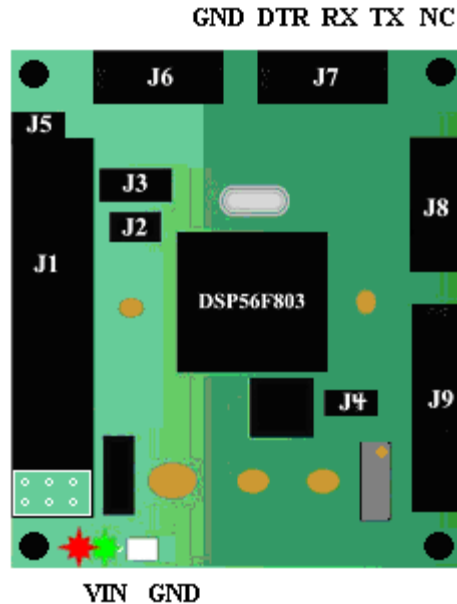 GND DTR RX TX NC
J6 J7
J5
J3
J8
J2
J1
DSP56F803
J4
J9
VIN GND